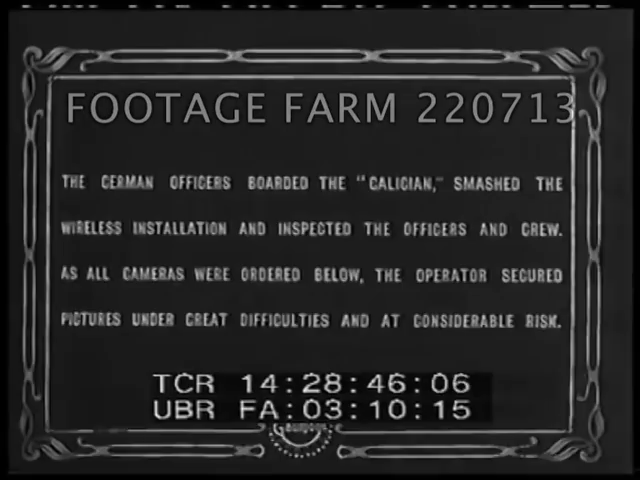 FOOTAGE FARM 220713
THE GERMAN OFFICERS BOARDED THE "GALICIAN," SMASHED THE
WIRELESS INSTALLATION AND INSPECTED THE OFFICERS AND CREW.
AS ALL CAMERAS WERE ORDERED BELOW, THE OPERATOR SECURED
PICTURES UNDER GREAT DIFFICULTIES AND AT CONSIDERABLE RISK.
TCR 14:28:46:06
UBR FA:03:10:15
Gaumont